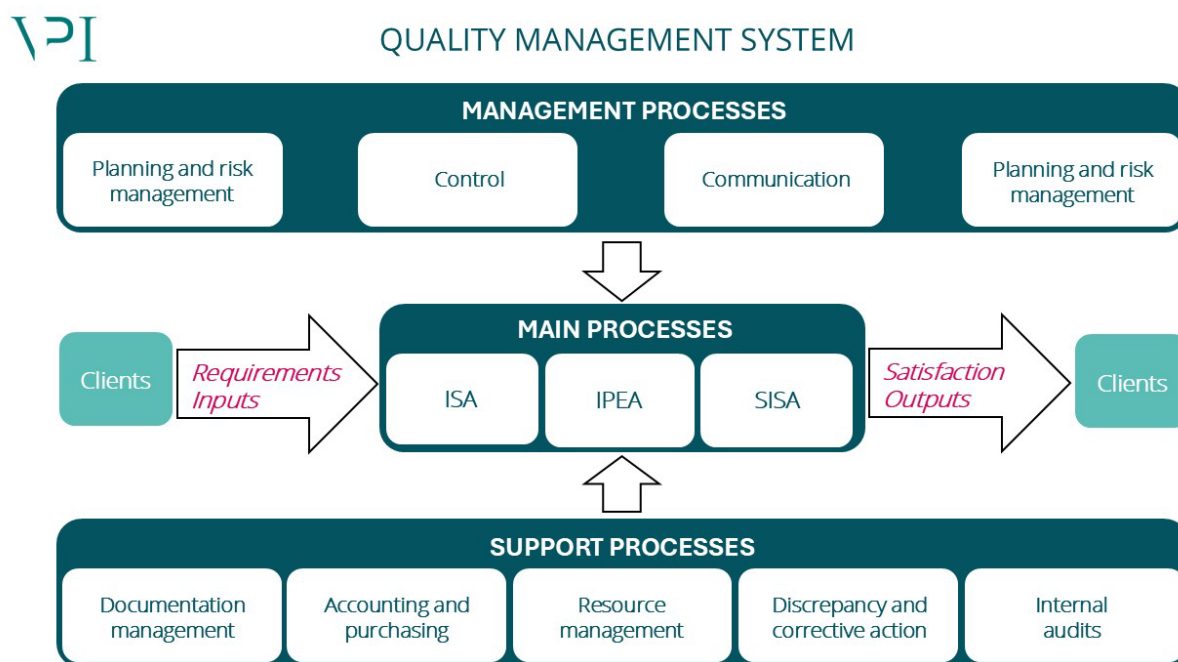 VPI
QUALITY MANAGEMENT SYSTEM
MANAGEMENT PROCESSES
Planning and risk
management
Control
Communication
Planning and risk
management
MAIN PROCESSES
Clients
Requirements
Inputs
ISA
IPEA
SISA
Satisfaction
Outputs
Clients
SUPPORT PROCESSES
Documentation
management
Accounting and
purchasing
Resource
management
Discrepancy and
corrective action
Internal
audits